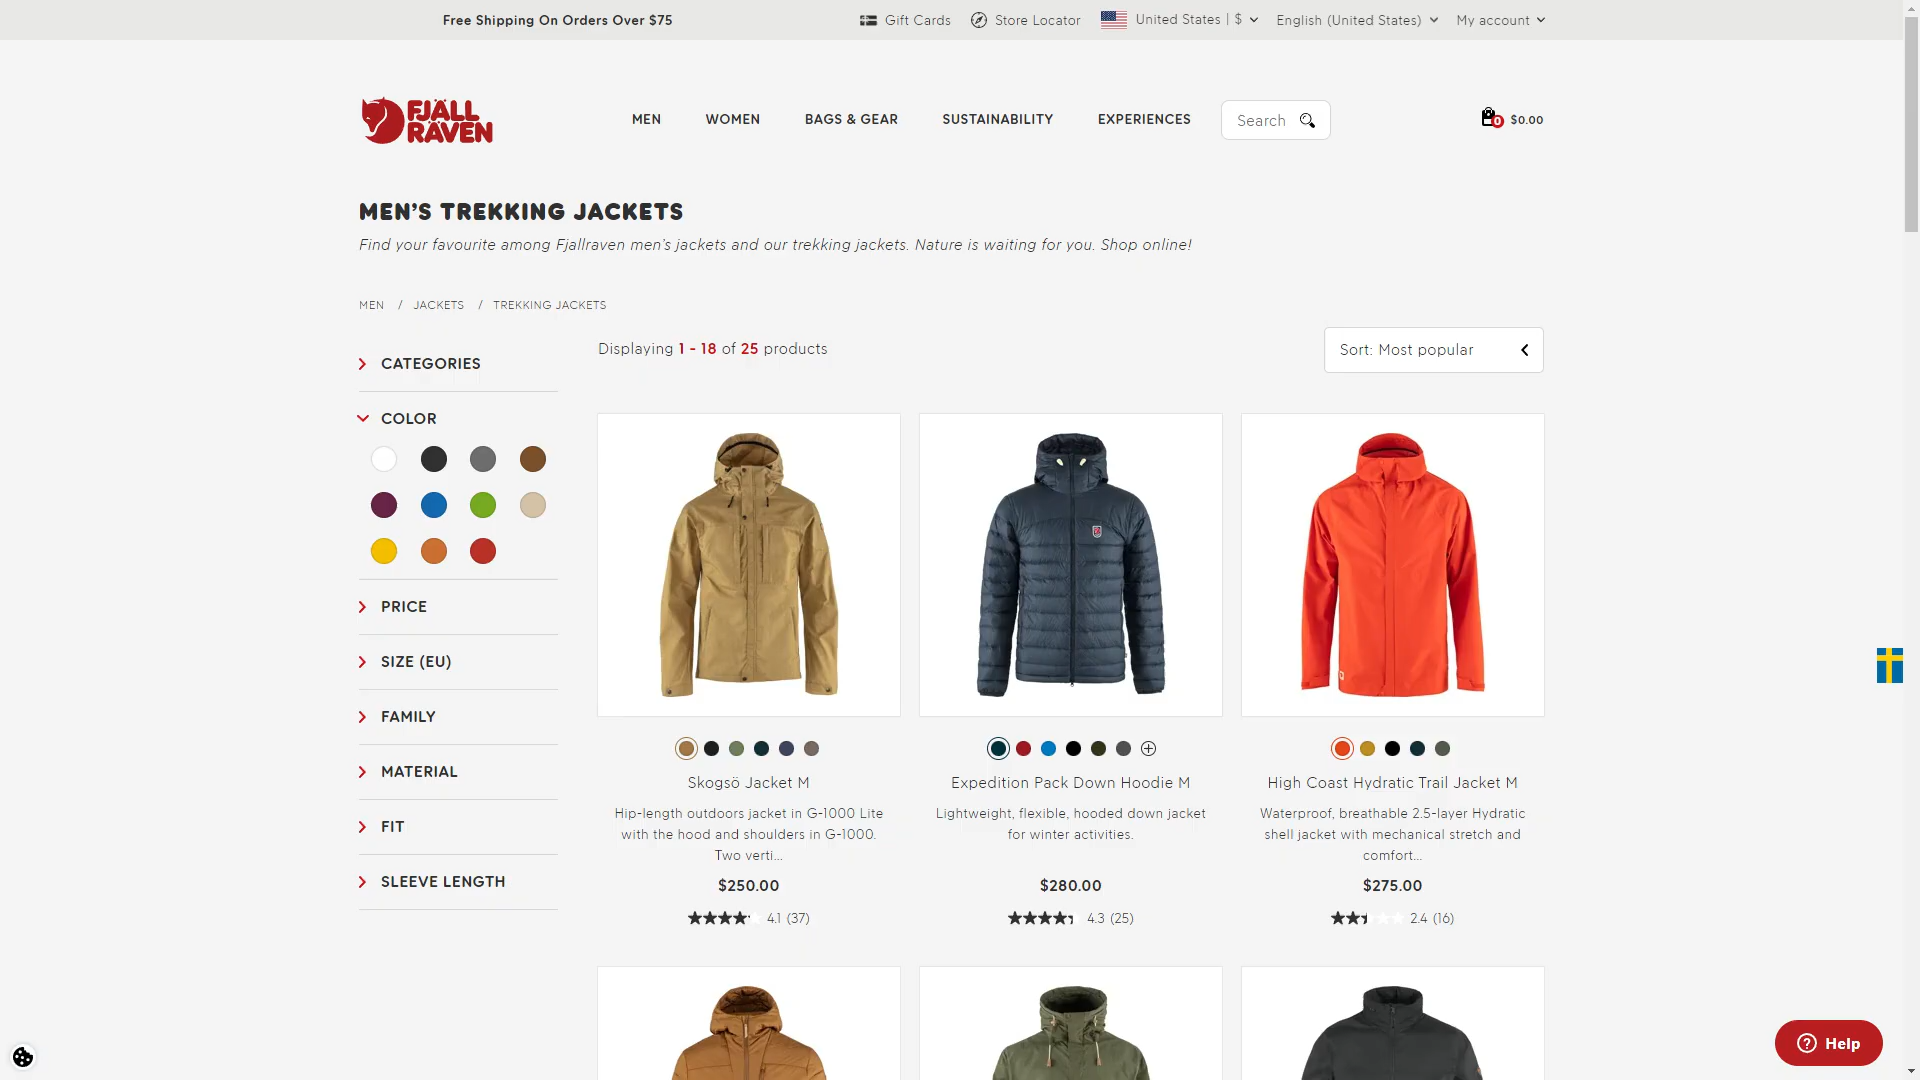 Free Shipping On Orders Over $75
Gift Cards
Store Locator
United States | $
English (United States)
My account
FJÄLL
RÄVEN
MEN
WOMEN
BAGS & GEAR
SUSTAINABILITY
EXPERIENCES
Search
0
$0.00
MEN'S TREKKING JACKETS
Find your favourite among Fjallraven men's jackets and our trekking jackets. Nature is waiting for you. Shop online!
MEN / JACKETS / TREKKING JACKETS
Displaying 1 - 18 of 25 products
Sort: Most popular
CATEGORIES
COLOR
PRICE
SIZE (EU)
FAMILY
MATERIAL
FIT
SLEEVE LENGTH
Skogsö Jacket M
Hip-length outdoors jacket in G-1000 Lite
with the hood and shoulders in G-1000.
Two verti...
$250.00
4.1 (37)
Expedition Pack Down Hoodie M
Lightweight, flexible, hooded down jacket
for winter activities.
$280.00
4.3 (25)
High Coast Hydratic Trail Jacket M
Waterproof, breathable 2.5-layer Hydratic
shell jacket with mechanical stretch and
comfort...
$275.00
2.4 (16)
Help